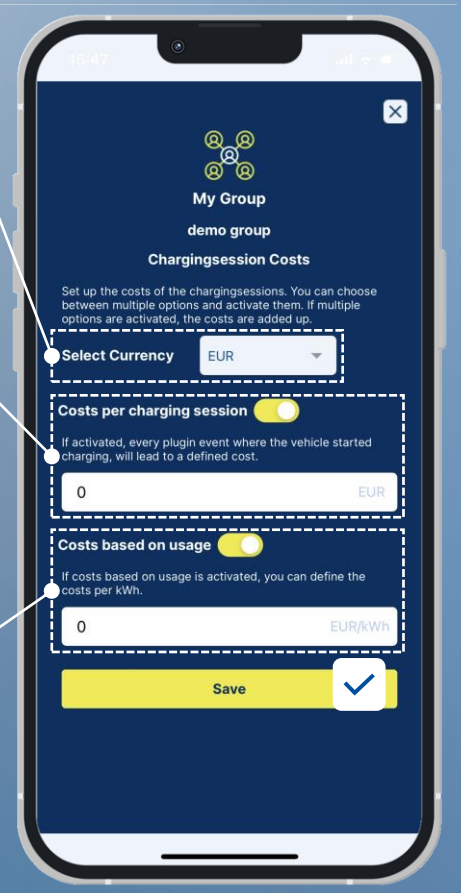 15:47
My Group
demo group
Chargingsession Costs
Set up the costs of the chargingsessions. You can choose
between multiple options and activate them. If multiple
options are activated, the costs are added up.
Select Currency EUR
Costs per charging session
If activated, every plugin event where the vehicle started
charging, will lead to a defined cost.
0 EUR
Costs based on usage
If costs based on usage is activated, you can define the
costs per kWh.
0 EUR/kWh
Save